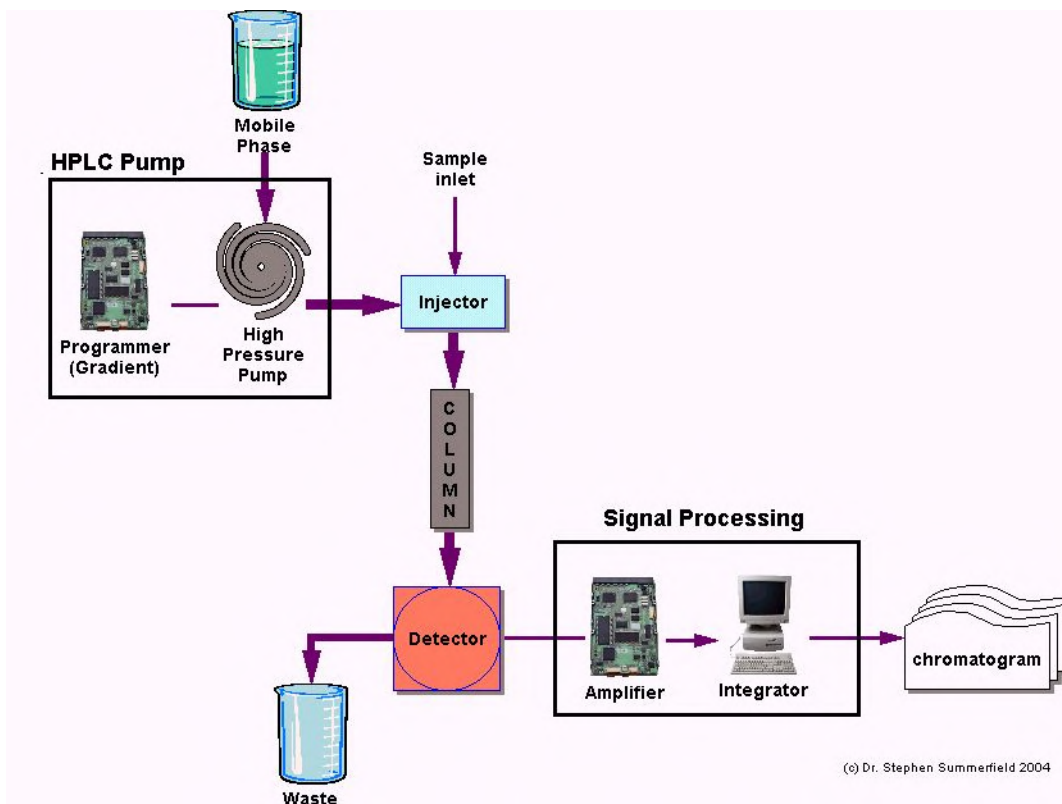 Mobile
Phase
HPLC Pump
Sample
inlet
Injector
Programmer
(Gradient)
High
Pressure
Pump
COLUMN
Signal Processing
Detector
Amplifier
Integrator
chromatogram
Waste
(c) Dr. Stephen Summerfield 2004